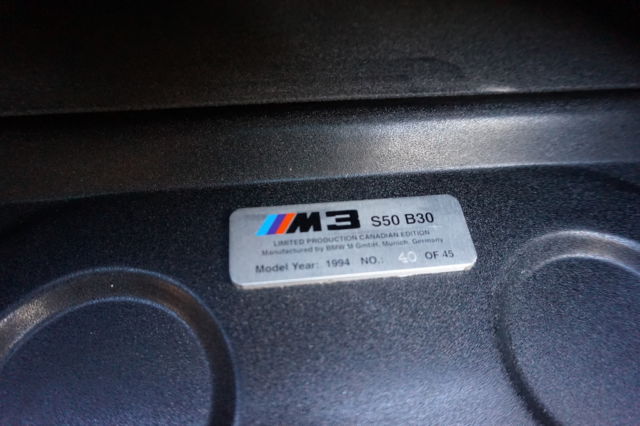 M3 S50 B30
LIMITED PRODUCTION CANADIAN EDITION
Manufactured by BMW M GmbH, Munich, Germany
Model Year: 1994 NO.: 40 OF 45